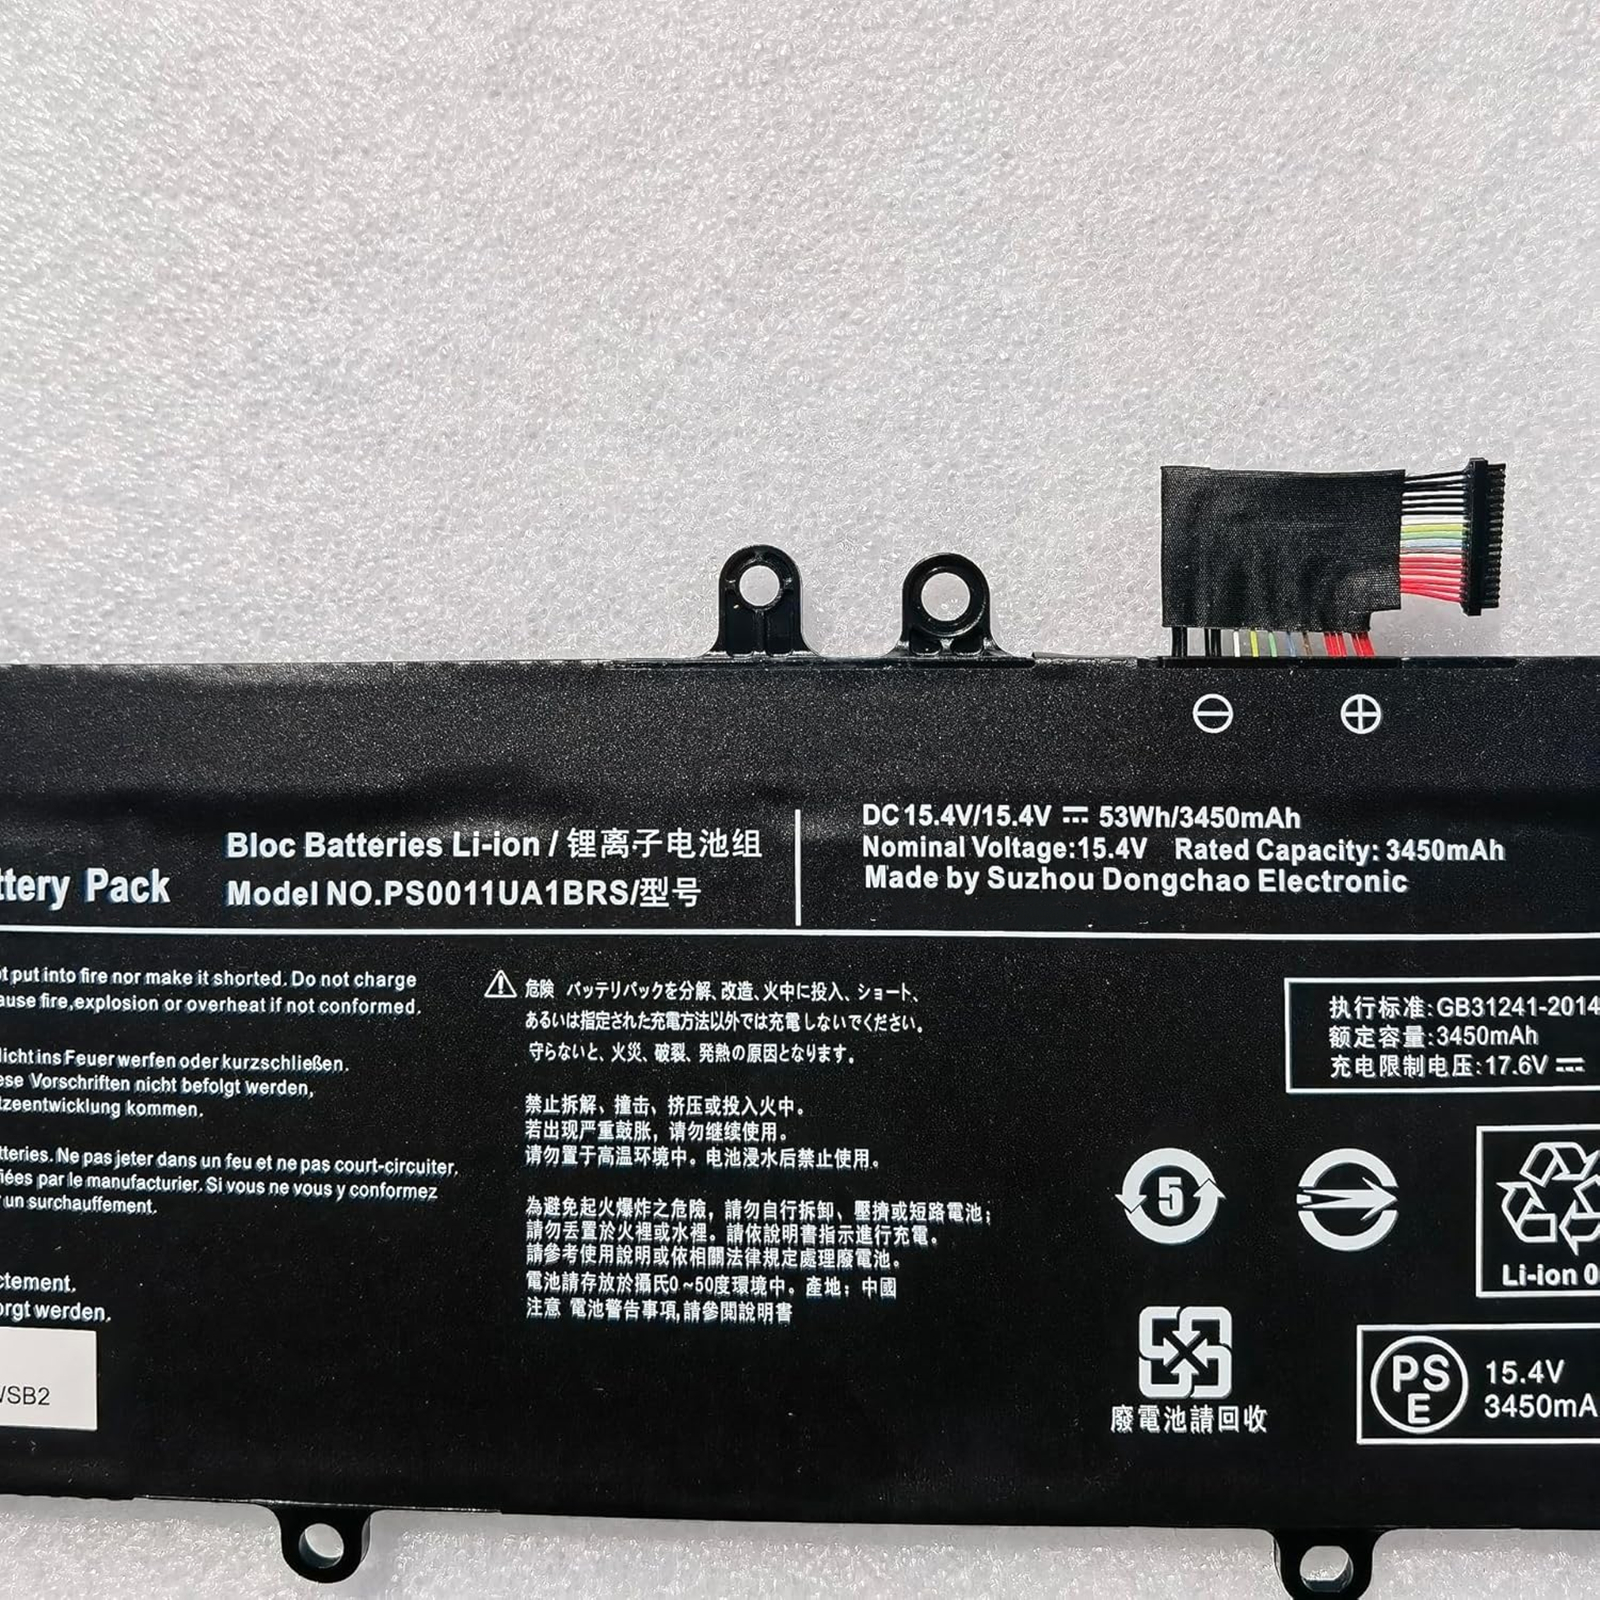 Pack
Bloc Batteries Li-ion / 锂离子电池组
Model NO.PS0011UA1BRS/型号
DC 15.4V/15.4V ⎓ 53Wh/3450mAh
Nominal Voltage:15.4V Rated Capacity: 3450mAh
Made by Suzhou Dongchao Electronic
put into fire nor make it shorted. Do not charge
fire,explosion or overheat if not conformed.
ins Feuer werfen oder kurzschließen.
Vorschriften nicht befolgt werden,
kommen.
Ne pas jeter dans un feu et ne pas court-circuiter.
par le manufacturier. Si vous ne vous y conformez
un surchauffement.
werden.
危険 バッテリパックを分解、改造、火中に投入、ショート、
あるいは指定された充電方法以外では充電しないでください。
守らないと、火災、破裂、発熱の原因となります。
禁止拆解、撞击、挤压或投入火中。
若出现严重鼓胀，请勿继续使用。
请勿置于高温环境中。电池浸水后禁止使用。
為避免起火爆炸之危險，請勿自行拆卸、壓擠或短路電池；
請勿丟置於火裡或水裡。請依說明書指示進行充電。
請參考使用說明或依相關法律規定處理廢電池。
電池請存放於攝氏0 ~50度環境中。產地；中國
注意 電池警告事項,請參閱說明書
执行标准:GB31241-2014
额定容量:3450mAh
充电限制电压:17.6V ⎓
5
Li-ion
廢電池請回收
PS
E
15.4V
3450mA